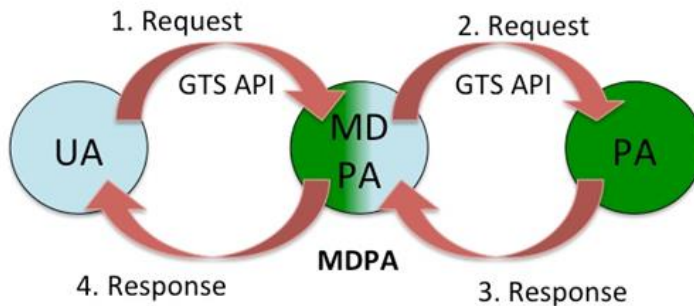 1. Request
2. Request
GTS API
GTS API
UA
MD
PA
PA
MDPA
4. Response
3. Response